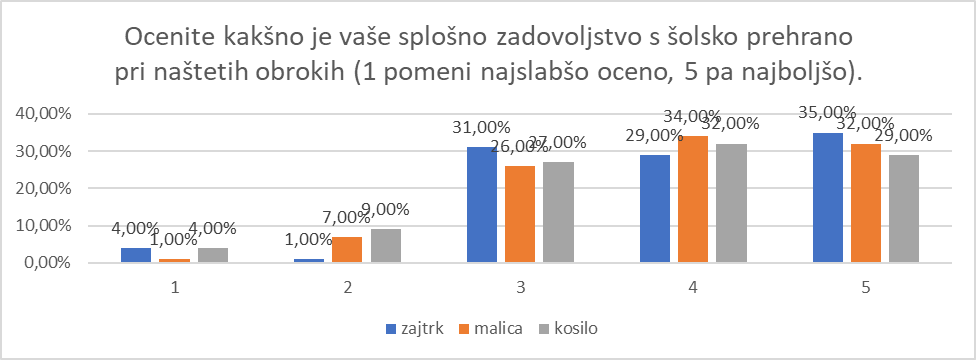 Ocenite kakšno je vaše splošno zadovoljstvo s šolsko prehrano
pri naštetih obrokih (1 pomeni najslabšo oceno, 5 pa najboljšo).
40,00%
30,00%
20,00%
10,00%
0,00%
4,00% 1,00% 4,00%
1,00% 7,00% 9,00%
31,00% 26,00% 27,00%
29,00% 34,00% 32,00%
35,00% 32,00% 29,00%
1 2 3 4 5
zajtrk malica kosilo